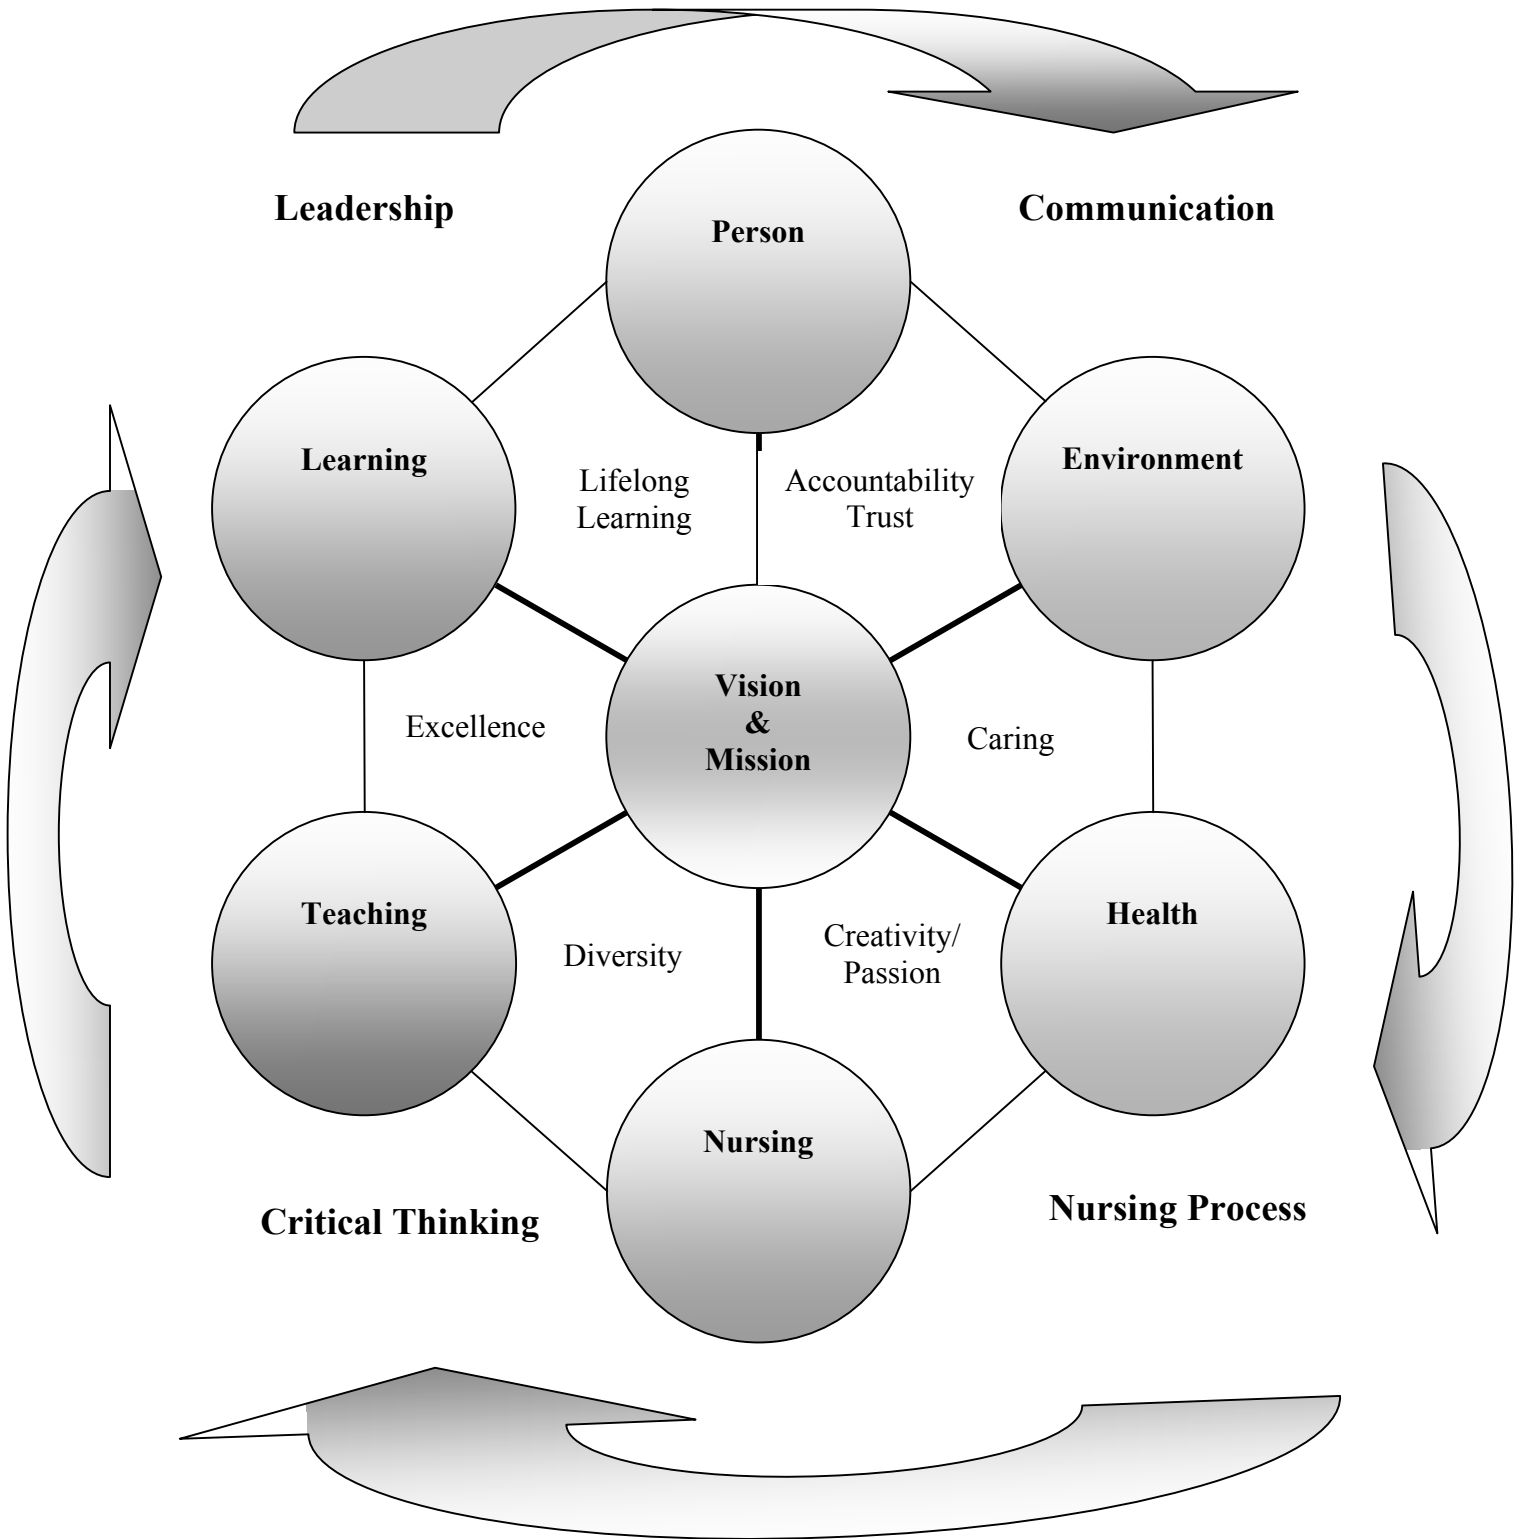 Leadership
Communication
Person
Learning
Lifelong
Learning
Accountability
Trust
Environment
Vision
&
Mission
Excellence
Caring
Teaching
Diversity
Creativity/
Passion
Health
Nursing
Critical Thinking
Nursing Process